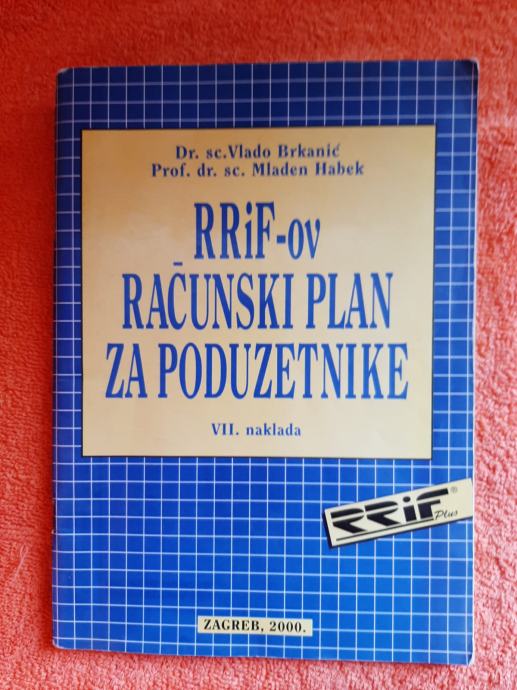 Dr. sc.Vlado Brkanić
Prof. dr. sc. Mladen Habek
RRiF-ov
RAČUNSKI PLAN
ZA PODUZETNIKE
VII. naklada
RRiF®
Plus
ZAGREB, 2000.